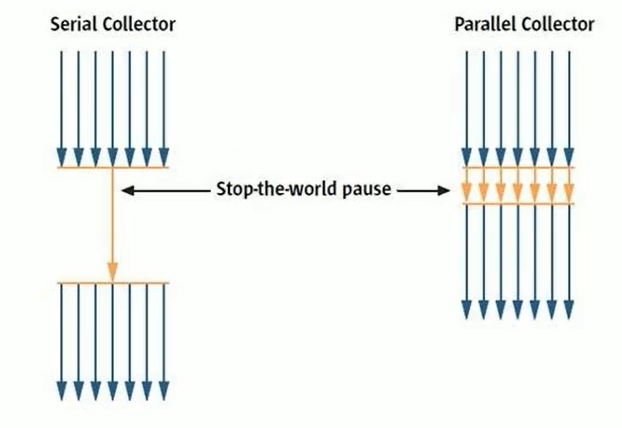 Serial Collector
Parallel Collector
Stop-the-world pause